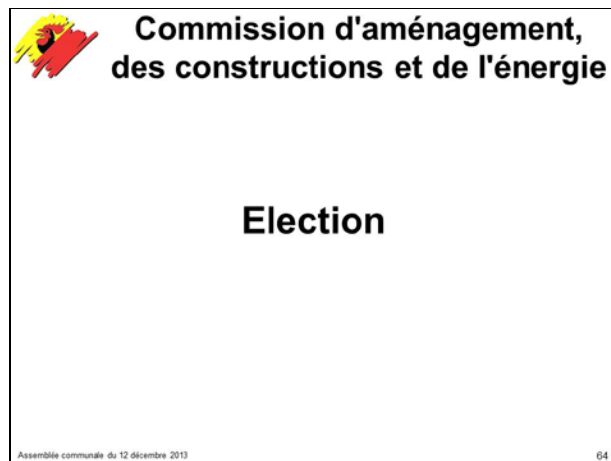 Commission d'aménagement,
des constructions et de l'énergie
Election
Assemblée communale du 12 décembre 2013
64